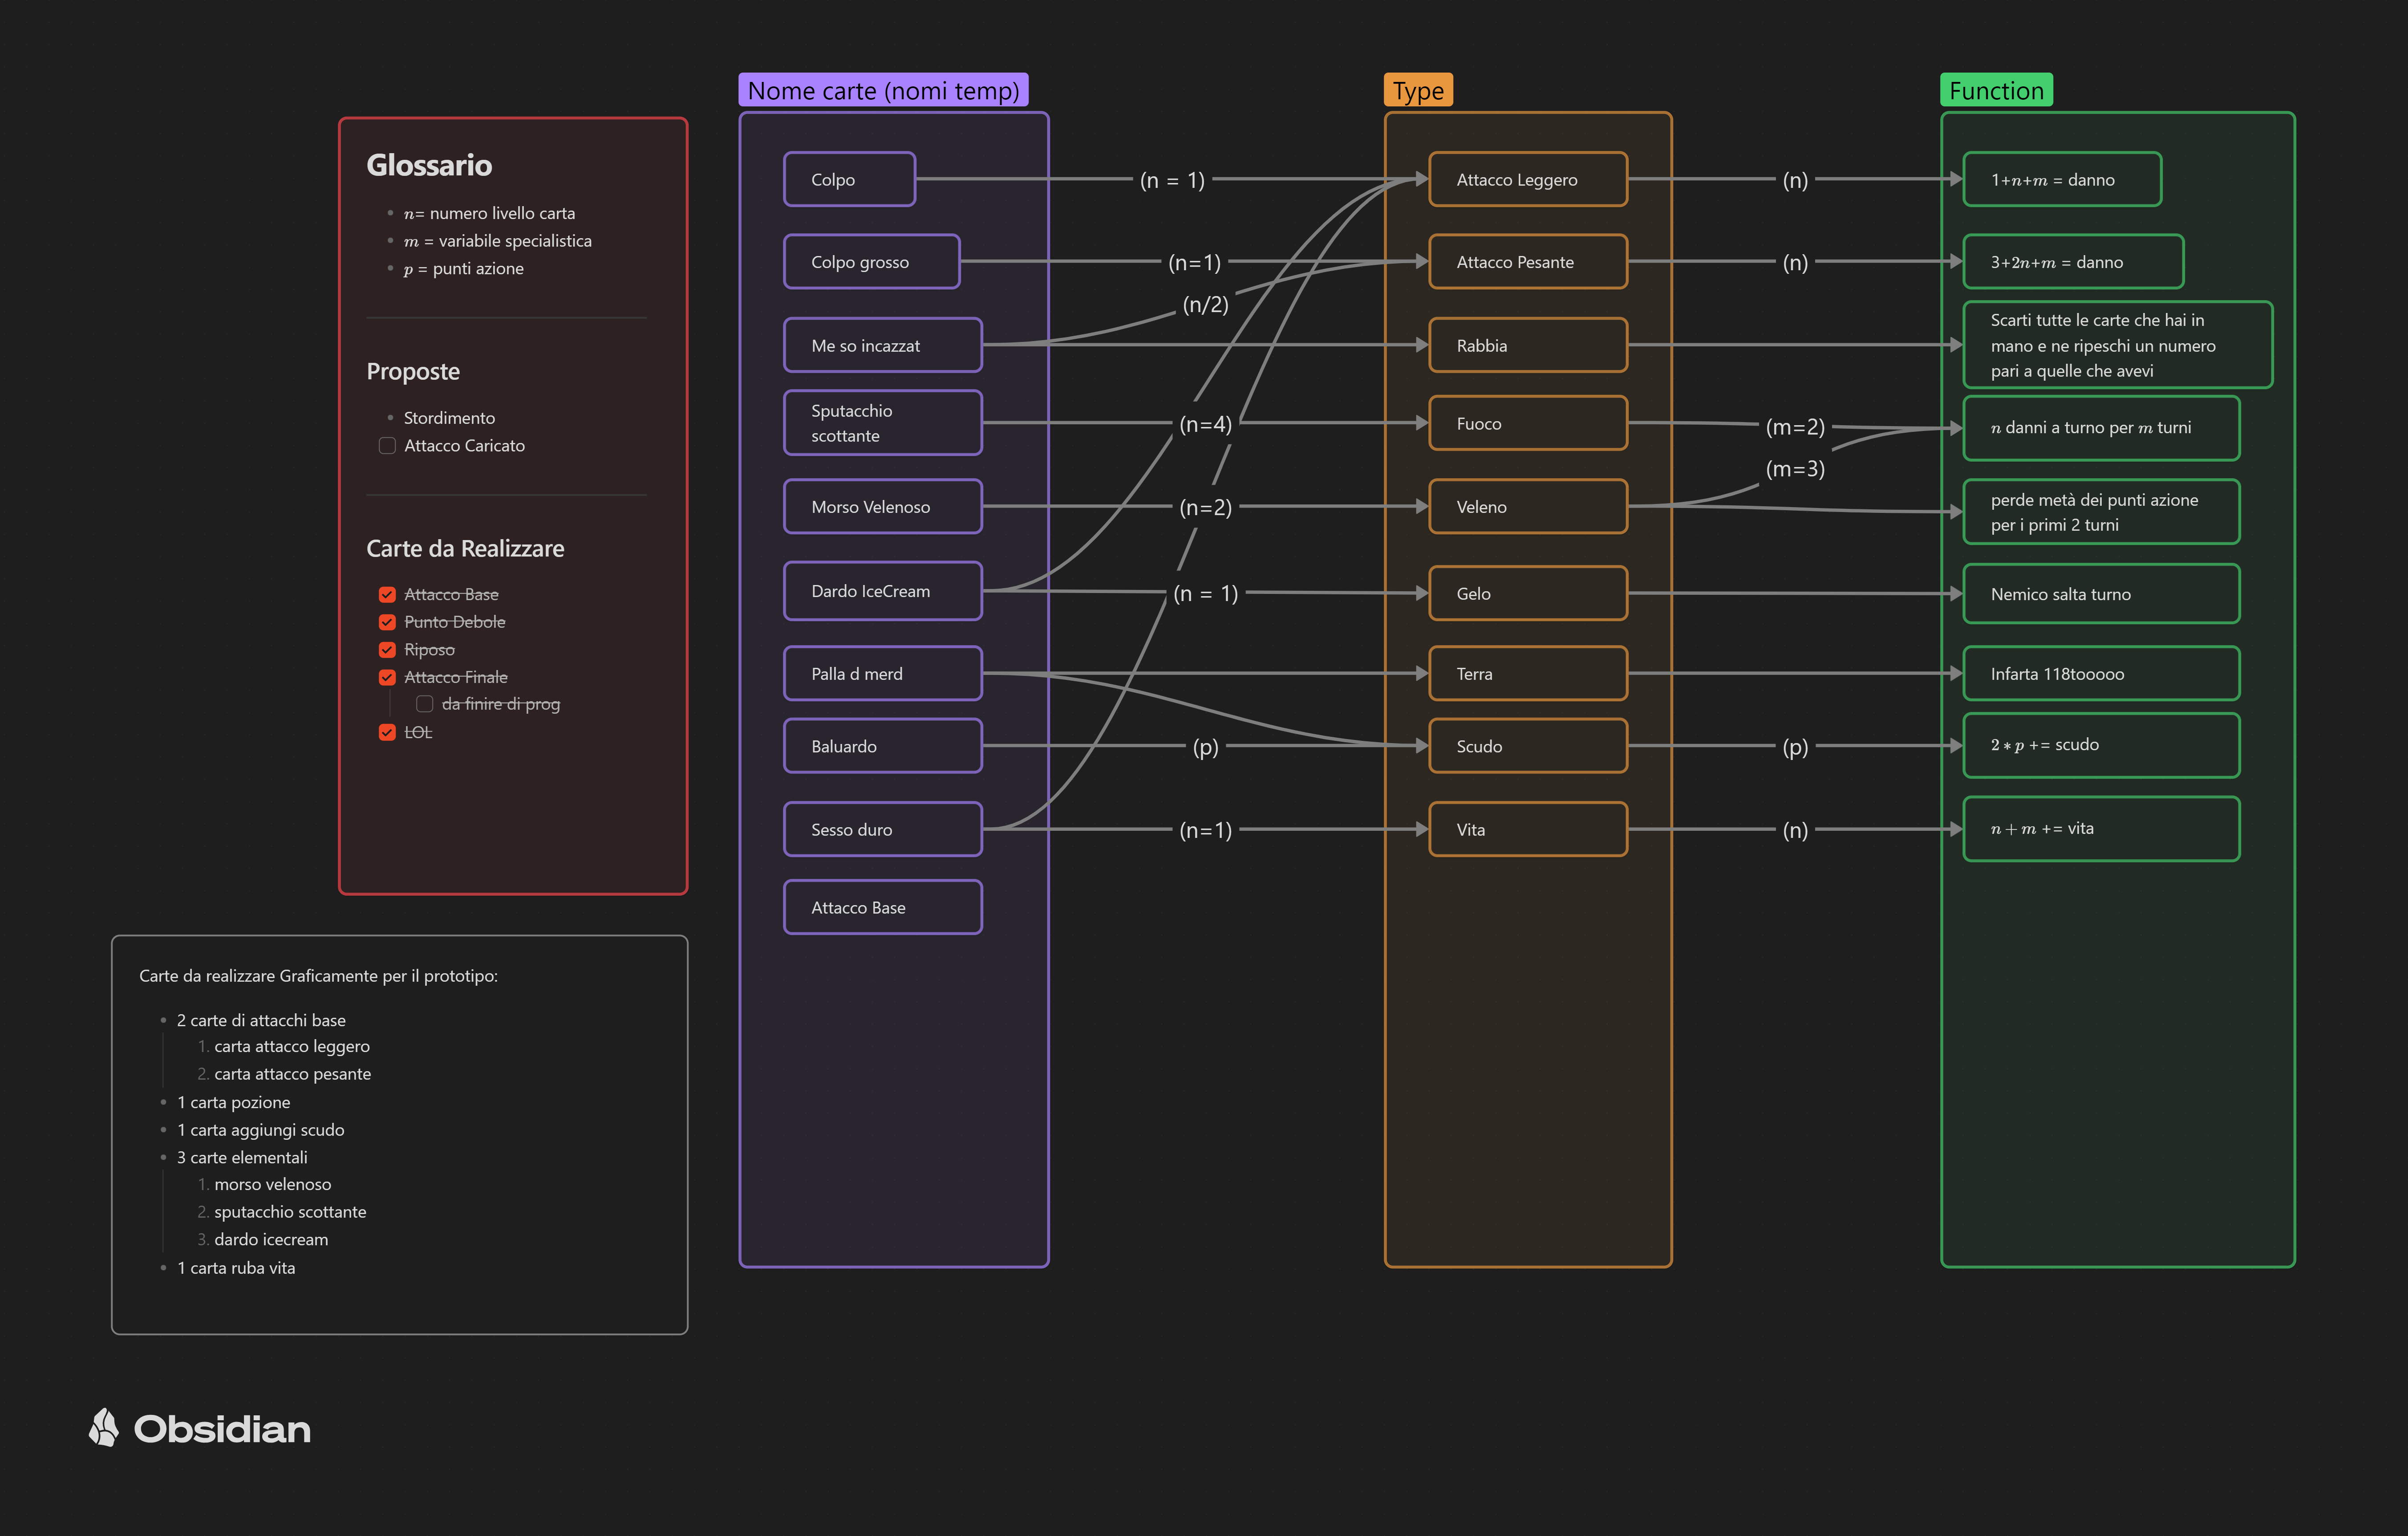 Glossario
n= numero livello carta
m = variabile specialistica
p = punti azione
Proposte
Stordimento
Attacco Caricato
Carte da Realizzare
Attacco Base
Punto Debole
Riposo
Attacco Finale
da finire di prog
LOL
Carte da realizzare Graficamente per il prototipo:
2 carte di attacchi base
1. carta attacco leggero
2. carta attacco pesante
1 carta pozione
1 carta aggiungi scudo
3 carte elementali
1. morso velenoso
2. sputacchio scottante
3. dardo icecream
1 carta ruba vita
Nome carte (nomi temp)
Colpo
Colpo grosso
Me so incazzat
Sputacchio
scottante
Morso Velenoso
Dardo IceCream
Palla d merd
Baluardo
Sesso duro
Attacco Base
(n = 1)
(n=1)
(n/2)
(n=4)
(n=2)
(n = 1)
(p)
(n=1)
Type
Attacco Leggero
Attacco Pesante
Rabbia
Fuoco
Veleno
Gelo
Terra
Scudo
Vita
(n)
(n)
(m=2)
(m=3)
(p)
(n)
Function
1+n+m = danno
3+2n+m = danno
Scarti tutte le carte che hai in
mano e ne ripeschi un numero
pari a quelle che avevi
n danni a turno per m turni
perde metà dei punti azione
per i primi 2 turni
Nemico salta turno
Infarta 118tooooo
2 * p += scudo
n + m += vita
Obsidian